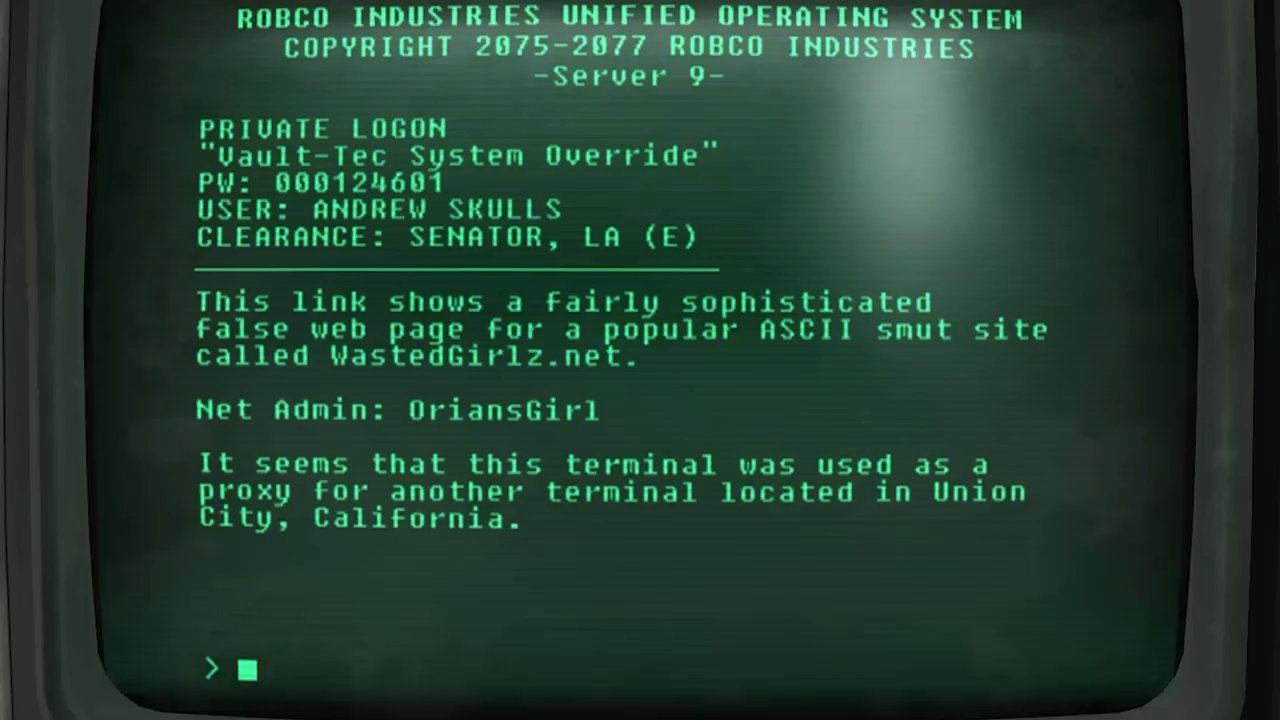 ROBCO INDUSTRIES UNIFIED OPERATING SYSTEM
COPYRIGHT 2075-2077 ROBCO INDUSTRIES
-Server 9-
PRIVATE LOGON
"Vault-Tec System Override"
PW: 000124601
USER: ANDREW SKULLS
CLEARANCE: SENATOR, LA (E)
This link shows a fairly sophisticated
false web page for a popular ASCII smut site
called WastedGirlz.net.
Net Admin: OriansGirl
It seems that this terminal was used as a
proxy for another terminal located in Union
City, California.
>